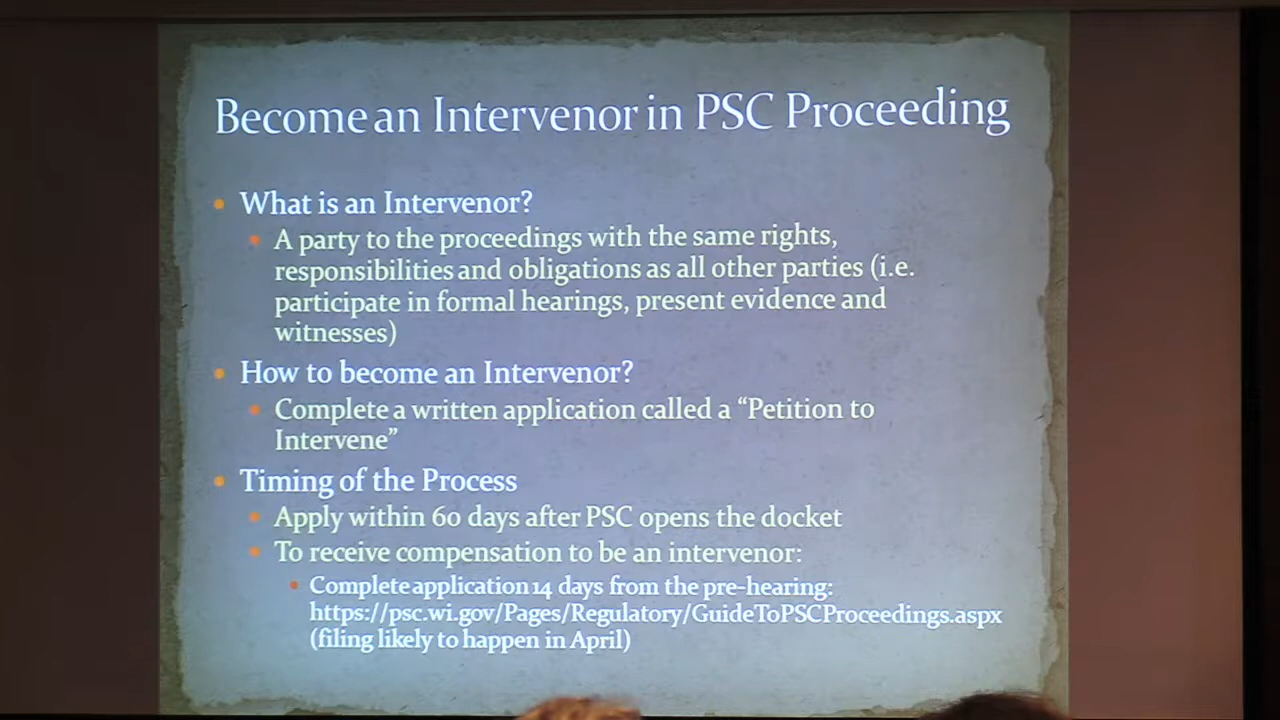 Become an Intervenor in PSC Proceeding
• What is an Intervenor?
• A party to the proceedings with the same rights,
responsibilities and obligations as all other parties (i.e.
participate in formal hearings, present evidence and
witnesses)
• How to become an Intervenor?
• Complete a written application called a “Petition to
Intervene”
• Timing of the Process
• Apply within 60 days after PSC opens the docket
• To receive compensation to be an intervenor:
• Complete application 14 days from the pre-hearing:
https://psc.wi.gov/Pages/Regulatory/GuideToPSCProceedings.aspx
(filing likely to happen in April)